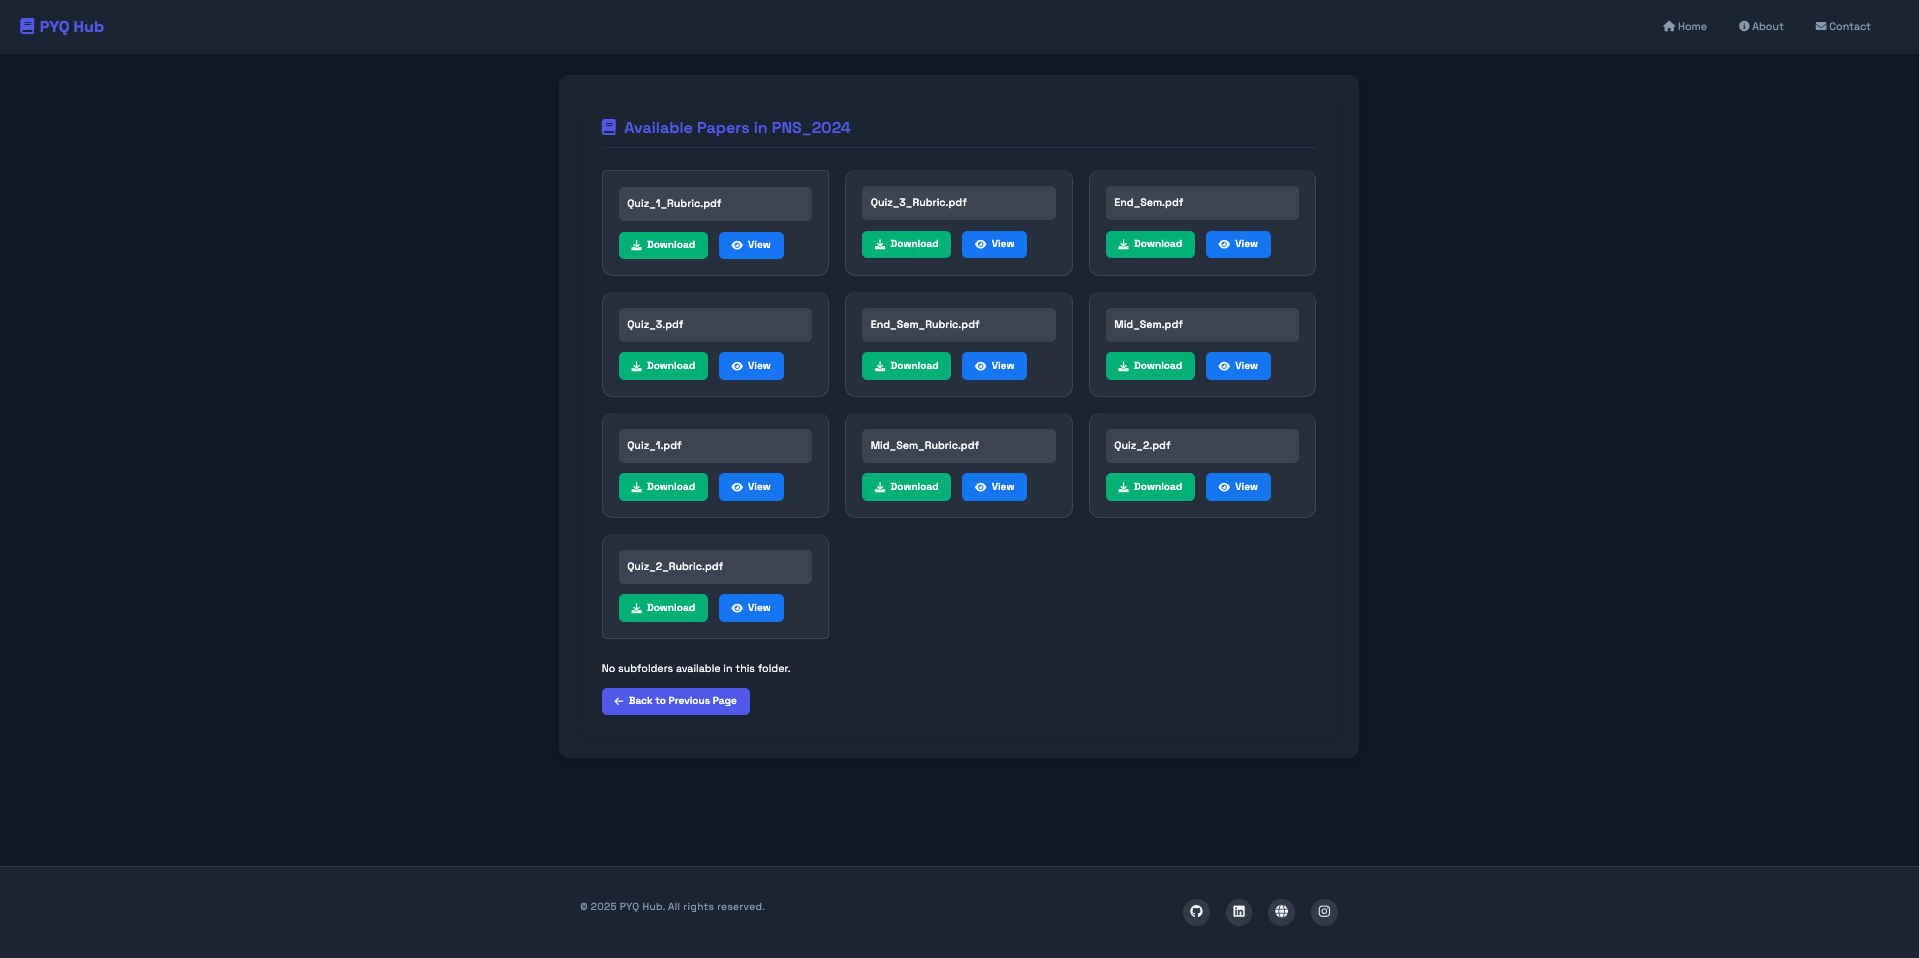 PYQ Hub
Home About Contact
Available Papers in PNS_2024
Quiz_1_Rubric.pdf
Download View
Quiz_3_Rubric.pdf
Download View
End_Sem.pdf
Download View
Quiz_3.pdf
Download View
End_Sem_Rubric.pdf
Download View
Mid_Sem.pdf
Download View
Quiz_1.pdf
Download View
Mid_Sem_Rubric.pdf
Download View
Quiz_2.pdf
Download View
Quiz_2_Rubric.pdf
Download View
No subfolders available in this folder.
Back to Previous Page
© 2025 PYQ Hub. All rights reserved.